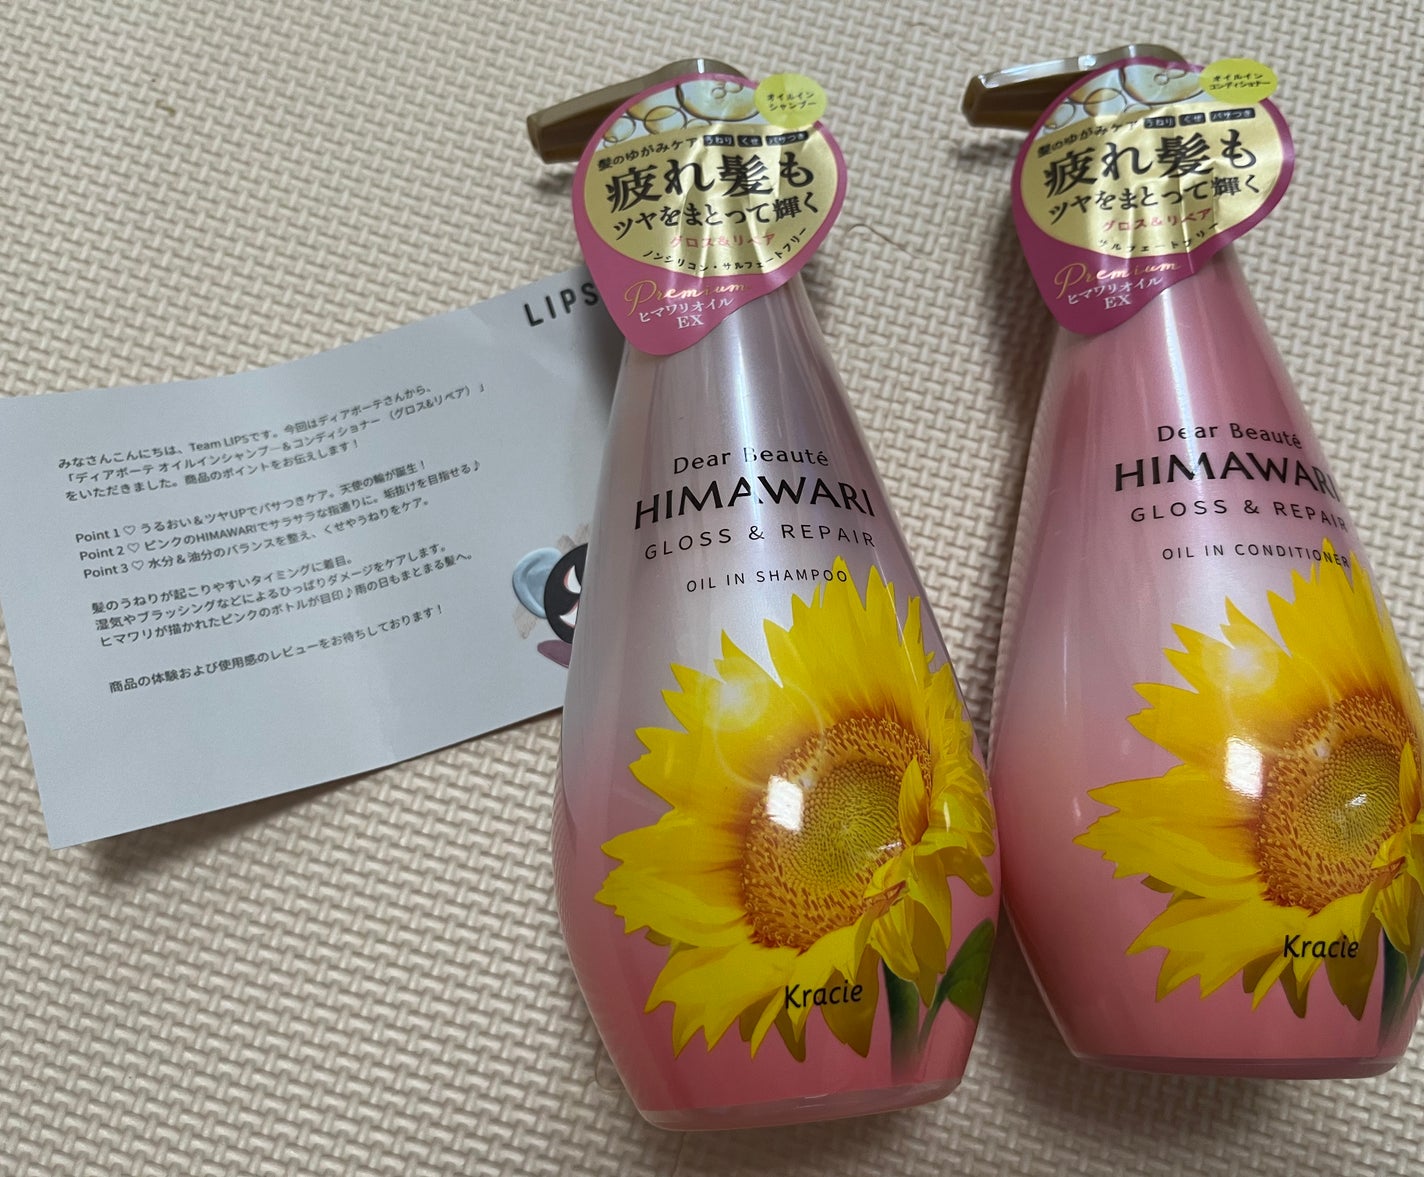 LIPS
みなさんこんにちは、Team LIPSです。今回はディアボーテさんから、
「ディアボーテ オイルインシャンプー＆コンディショナー （グロス&リペア） 」
をいただきました。商品のポイントをお伝えします！
Point 1 ♡ うるおい＆ツヤUPでパサつきケア。天使の輪が誕生！
Point 2 ♡ ピンクのHIMAWARIでサラサラな指通りに。垢抜けを目指せる♪
Point 3 ♡ 水分＆油分のバランスを整え、くせやうねりをケア。
髪のうねりが起こりやすいタイミングに着目。
湿気やブラッシングなどによるひっぱりダメージをケアします。
ヒマワリが描かれたピンクのボトルが目印♪雨の日もまとまる髪へ。
商品の体験および使用感のレビューをお待ちしております！
オイルイン
シャンプー
髪のゆがみケア うねり くせ パサつき
疲れ髪も
ツヤをまとって輝く
グロス&リペア
ノンシリコン・サルフェートフリー
Premium
ヒマワリオイル
EX
Dear Beauté
HIMAWARI
GLOSS & REPAIR
OIL IN SHAMPOO
Kracie
オイルイン
コンディショナー
髪のゆがみケア うねり くせ パサつき
疲れ髪も
ツヤをまとって輝く
グロス&リペア
サルフェートフリー
Premium
ヒマワリオイル
EX
Dear Beauté
HIMAWARI
GLOSS & REPAIR
OIL IN CONDITIONER
Kracie